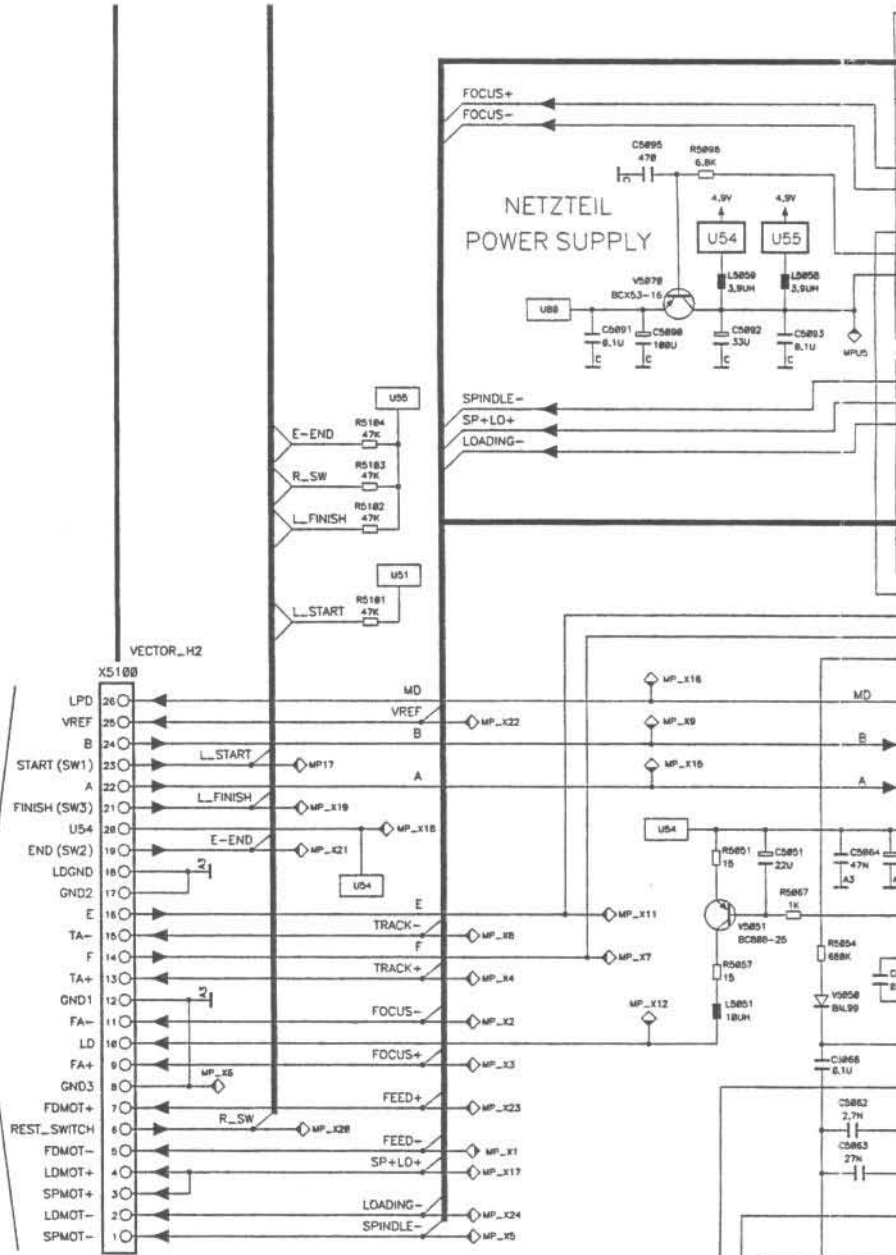 FOCUS+
FOCUS-
C5095
470
6.8K
NETZTEIL
POWER SUPPLY
4,9V
4,9V
U54
U55
L5059
3,9UH
3,9UH
V5070
BCX53-16
C5091
0,1U
C5090
100U
C5092
33U
C5093
0,1U
C
C
C
C
MPU5
SPINDLE-
SP+LO+
LOADING-
U55
E-END
R5104
47K
R_SW
R5103
47K
L_FINISH
R5102
47K
U51
L_START
R5101
47K
VECTOR_H2
X5100
LPD 26 MD MP_X16 MD
VREF 25 VREF MP_X22
B 24 B MP_X9 B
START (SW1) 23 L_START MP17
A 22 A MP_X15 A
FINISH (SW3) 21 L_FINISH MP_X19
U54 20 MP_X18
END (SW2) 19 E-END MP_X21
LDGND 18 A3
U54
GND2 17
E 16 E MP_X11
TA- 15 TRACK- MP_X8
F 14 F MP_X7
TA+ 13 TRACK+ MP_X4
GND1 12 A3
FA- 11 FOCUS- MP_X2
LD 10 MP_X12
FA+ 9 FOCUS+ MP_X3
GND3 8 MP_X6
FDMOT+ 7 FEED+ MP_X23
REST_SWITCH 6 R_SW MP_X20
FDMOT- 5 FEED- MP_X1
LDMOT+ 4 SP+LO+ MP_X17
SPMOT+ 3
LDMOT- 2 LOADING- MP_X24
SPMOT- 1 SPINDLE- MP_X5
U54
R5051
15
C5051
22U
C5064
47N
A3
R5067
1K
V5051
R5057
15
L5051
10UH
R5054
680K
V5050
C5066
0,1U
C5062
2,7N
C5063
27N